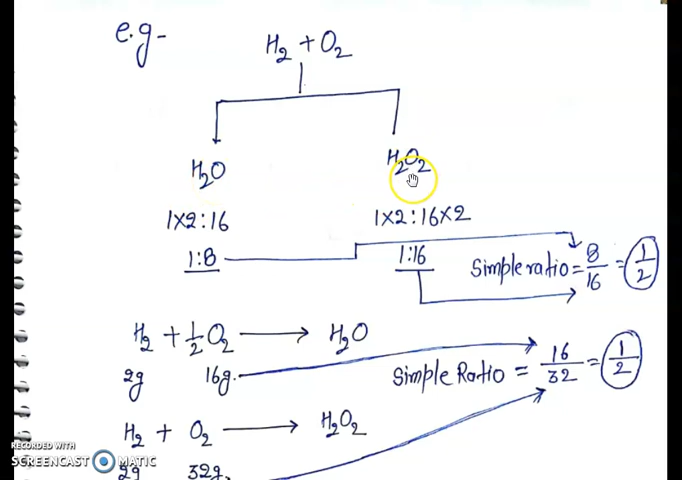 e.g-
H₂ + O₂
H₂O H₂O₂
1×2:16 1×2:16×2
1:8 1:16 Simple ratio = 8/16 = 1/2
H₂ + 1/2 O₂ → H₂O
2g 16g. Simple Ratio = 16/32 = 1/2
H₂ + O₂ → H₂O₂
2g 32g.
RECORDED WITH
SCREENCAST MATIC